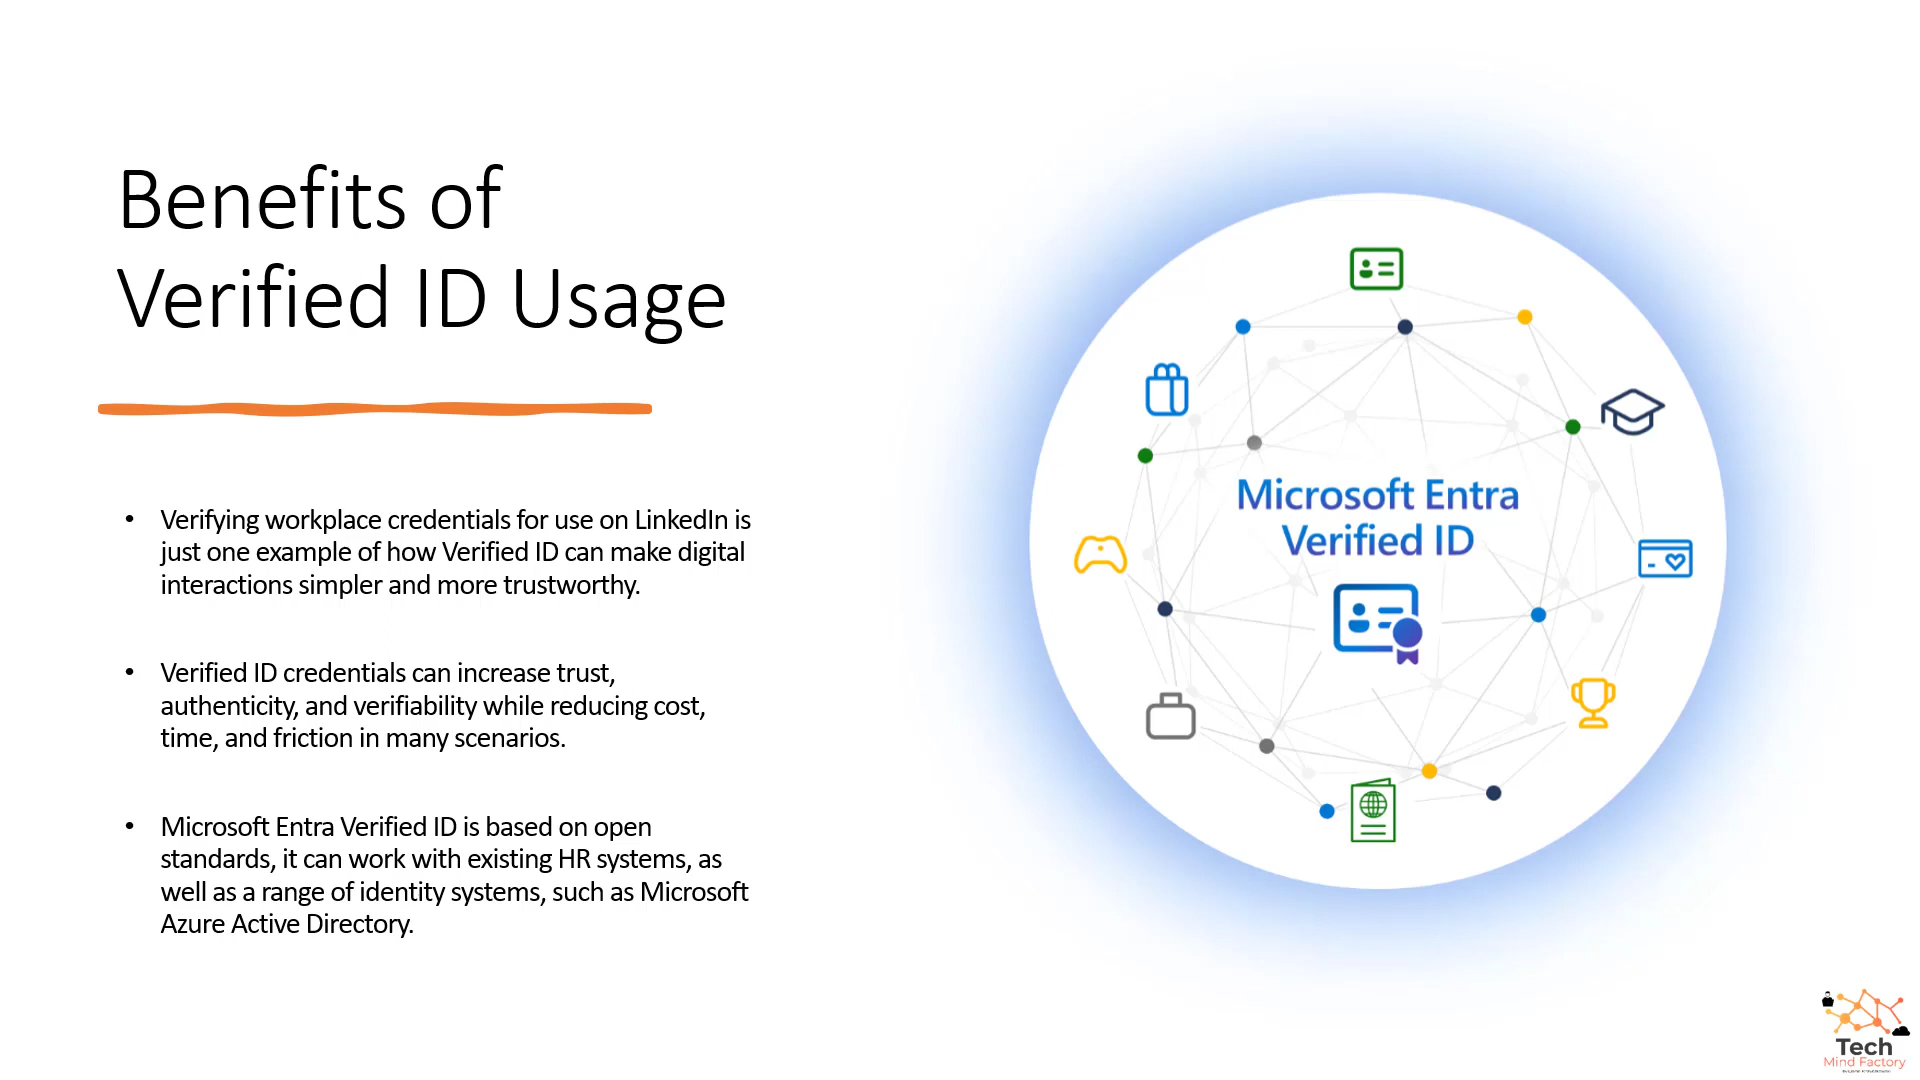 Benefits of
Verified ID Usage
• Verifying workplace credentials for use on LinkedIn is
just one example of how Verified ID can make digital
interactions simpler and more trustworthy.
• Verified ID credentials can increase trust,
authenticity, and verifiability while reducing cost,
time, and friction in many scenarios.
• Microsoft Entra Verified ID is based on open
standards, it can work with existing HR systems, as
well as a range of identity systems, such as Microsoft
Azure Active Directory.
Microsoft Entra
Verified ID
Tech
Mind Factory